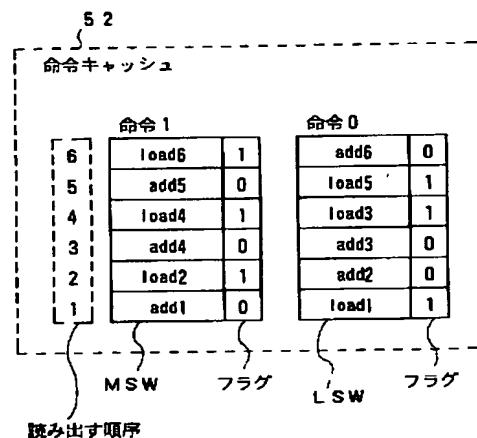 52
命令キャッシュ
命令1
命令0
6 load6 1 add6 0
5 add5 0 load5 1
4 load4 1 load3 1
3 add4 0 add3 0
2 load2 1 add2 0
1 add1 0 load1 1
MSW フラグ LSW フラグ
読み出す順序